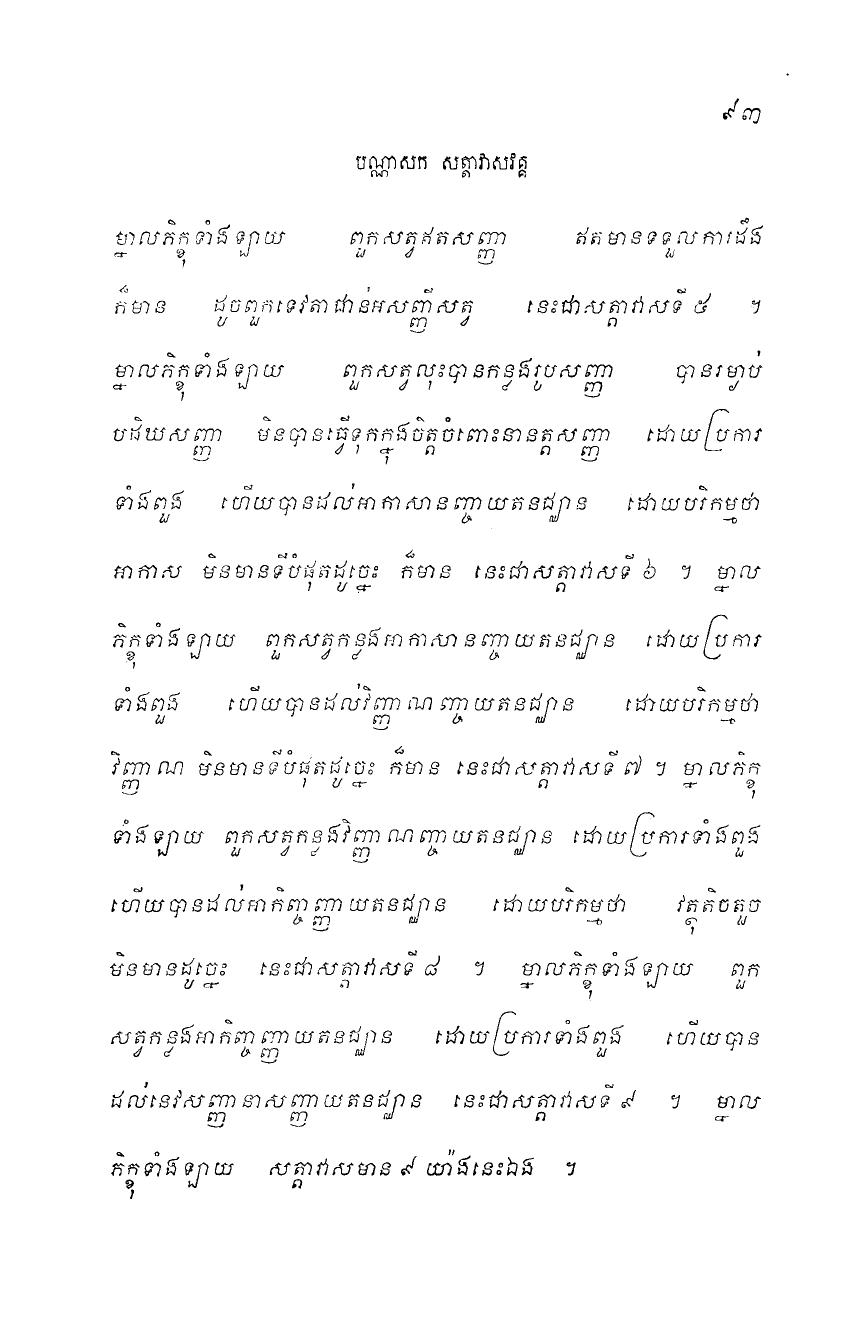 ៩៣
បណ្ណាសក សត្តាវាសវគ្គ
ម្នាលភិក្ខុទាំងឡាយ ពួកសត្វឥតសញ្ញា ឥតមានទទួលការដឹង
ក៏មាន ដូចពួកទេវតាជាន់អសញ្ញីសត្វ នេះជាសត្តាវាសទី ៥ ។
ម្នាលភិក្ខុទាំងឡាយ ពួកសត្វលុះបានកន្លងរូបសញ្ញា បានរម្ងាប់
បដិឃសញ្ញា មិនបានធ្វើទុកក្នុងចិត្តចំពោះនានត្តសញ្ញា ដោយប្រការ
ទាំងពួង ហើយបានដល់អាកាសានញ្ចាយតនជ្ឈាន ដោយបរិកម្មថា
អាកាស មិនមានទីបំផុតដូច្នេះ ក៏មាន នេះជាសត្តាវាសទី ៦ ។ ម្នាល
ភិក្ខុទាំងឡាយ ពួកសត្វកន្លងអាកាសានញ្ចាយតនជ្ឈាន ដោយប្រការ
ទាំងពួង ហើយបានដល់វិញ្ញាណញ្ចាយតនជ្ឈាន ដោយបរិកម្មថា
វិញ្ញាណ មិនមានទីបំផុតដូច្នេះ ក៏មាន នេះជាសត្តាវាសទី ៧ ។ ម្នាលភិក្ខុ
ទាំងឡាយ ពួកសត្វកន្លងវិញ្ញាណញ្ចាយតនជ្ឈាន ដោយប្រការទាំងពួង
ហើយបានដល់អាកិញ្ចញ្ញាយតនជ្ឈាន ដោយបរិកម្មថា វត្ថុតិចតួច
មិនមានដូច្នេះ នេះជាសត្តាវាសទី ៨ ។ ម្នាលភិក្ខុទាំងឡាយ ពួក
សត្វកន្លងអាកិញ្ចញ្ញាយតនជ្ឈាន ដោយប្រការទាំងពួង ហើយបាន
ដល់នេវសញ្ញានាសញ្ញាយតនជ្ឈាន នេះជាសត្តាវាសទី ៩ ។ ម្នាល
ភិក្ខុទាំងឡាយ សត្តាវាសមាន ៩ យ៉ាងនេះឯង ។